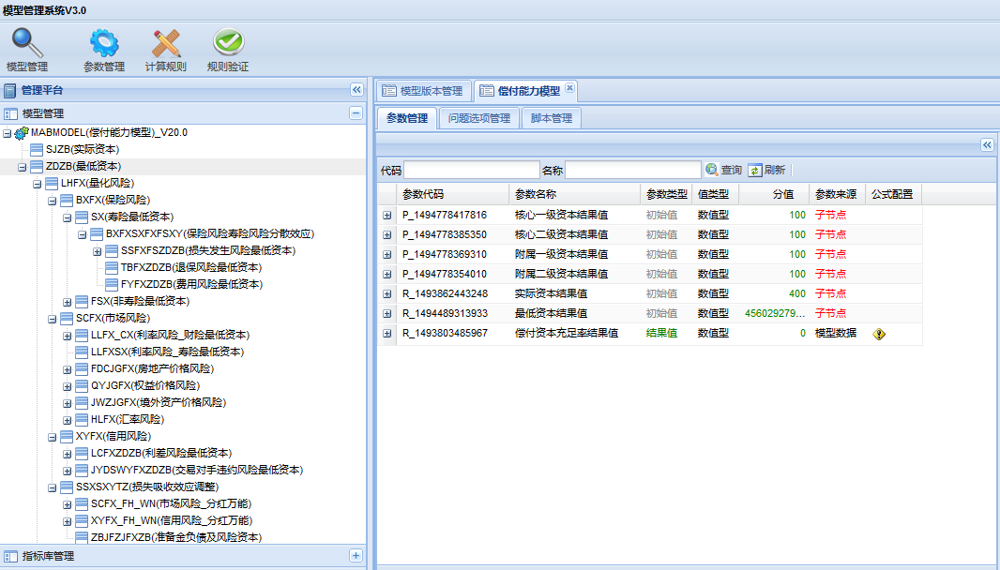 模型管理系统V3.0
模型管理 参数管理 计算规则 规则验证
管理平台
模型管理
MABMODEL(偿付能力模型)_V20.0
SJZB(实际资本)
ZDZB(最低资本)
LHFX(量化风险)
BXFX(保险风险)
SX(寿险最低资本)
BXFXSXFXFSXY(保险风险寿险风险分散效应)
SSFXFSZDZB(损失发生风险最低资本)
TBFXZDZB(退保风险最低资本)
FYFXZDZB(费用风险最低资本)
FSX(非寿险最低资本)
SCFX(市场风险)
LLFX_CX(利率风险_财险最低资本)
LLFXSX(利率风险_寿险最低资本)
FDCJGFX(房地产价格风险)
QYJGFX(权益价格风险)
JWZJGFX(境外资产价格风险)
HLFX(汇率风险)
XYFX(信用风险)
LCFXZDZB(利差风险最低资本)
JYDSWYFXZDZB(交易对手违约风险最低资本)
SSXSXYTZ(损失吸收效应调整)
SCFX_FH_WN(市场风险_分红万能)
XYFX_FH_WN(信用风险_分红万能)
ZBJFZJFXZB(准备金负债及风险资本)
指标库管理
模型版本管理 偿付能力模型
参数管理 问题选项管理 脚本管理
代码 名称 查询 刷新
参数代码 参数名称 参数类型 值类型 分值 参数来源 公式配置
P_1494778417816 核心一级资本结果值 初始值 数值型 100 子节点
P_1494778385350 核心二级资本结果值 初始值 数值型 100 子节点
P_1494778369310 附属一级资本结果值 初始值 数值型 100 子节点
P_1494778354010 附属二级资本结果值 初始值 数值型 100 子节点
R_1493862443248 实际资本结果值 初始值 数值型 400 子节点
R_1494489313933 最低资本结果值 初始值 数值型 456029279... 子节点
R_1493803485967 偿付资本充足率结果值 结果值 数值型 0 模型数据